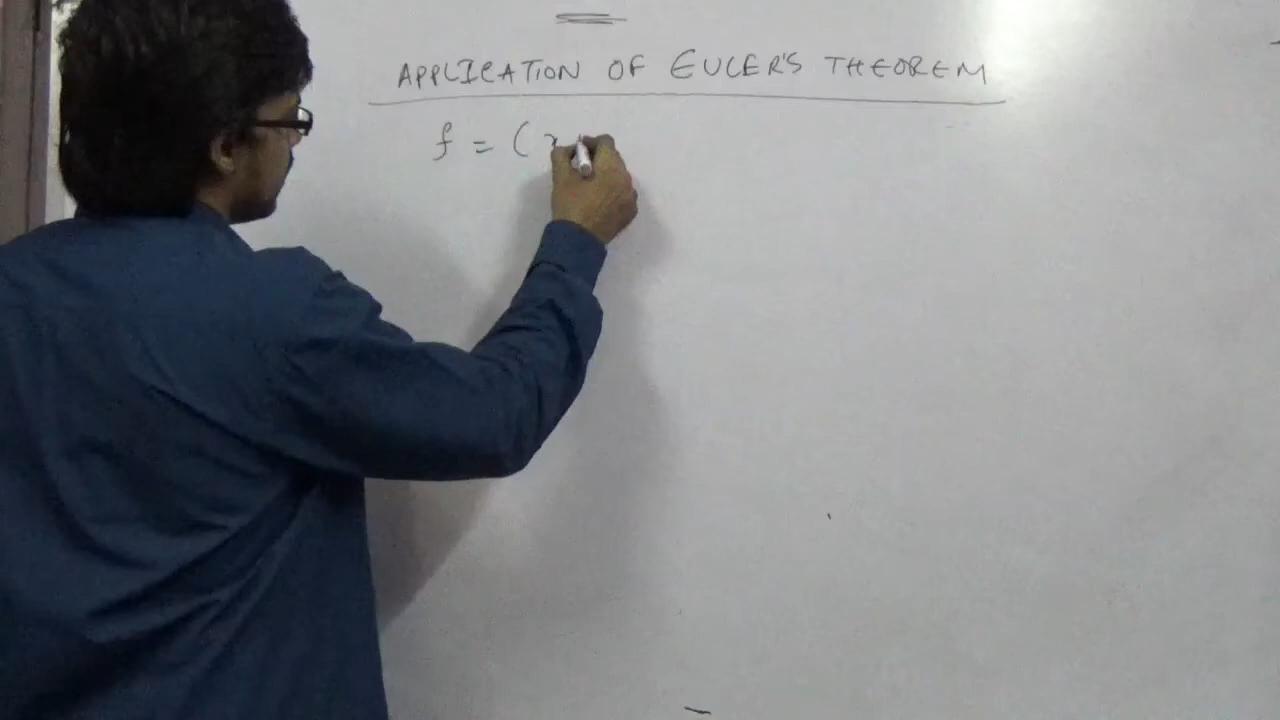 APPLICATION OF EULER'S THEOREM
f = ( x